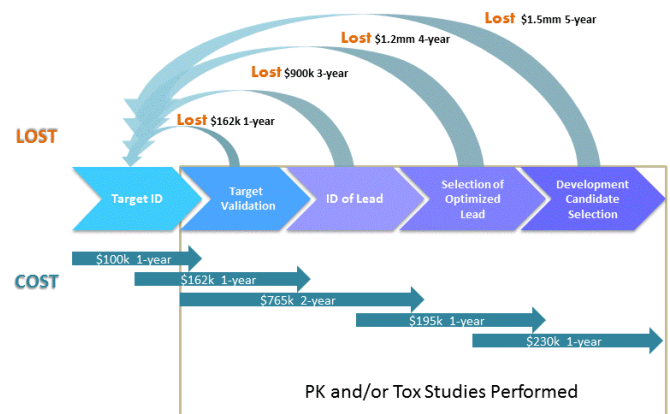 Lost $1.5mm 5-year
Lost $1.2mm 4-year
Lost $900k 3-year
LOST
Lost $162k 1-year
Target ID
Target
Validation
ID of Lead
Selection of
Optimized
Lead
Development
Candidate
Selection
COST
$100k 1-year
$162k 1-year
$765k 2-year
$195k 1-year
$230k 1-year
PK and/or Tox Studies Performed